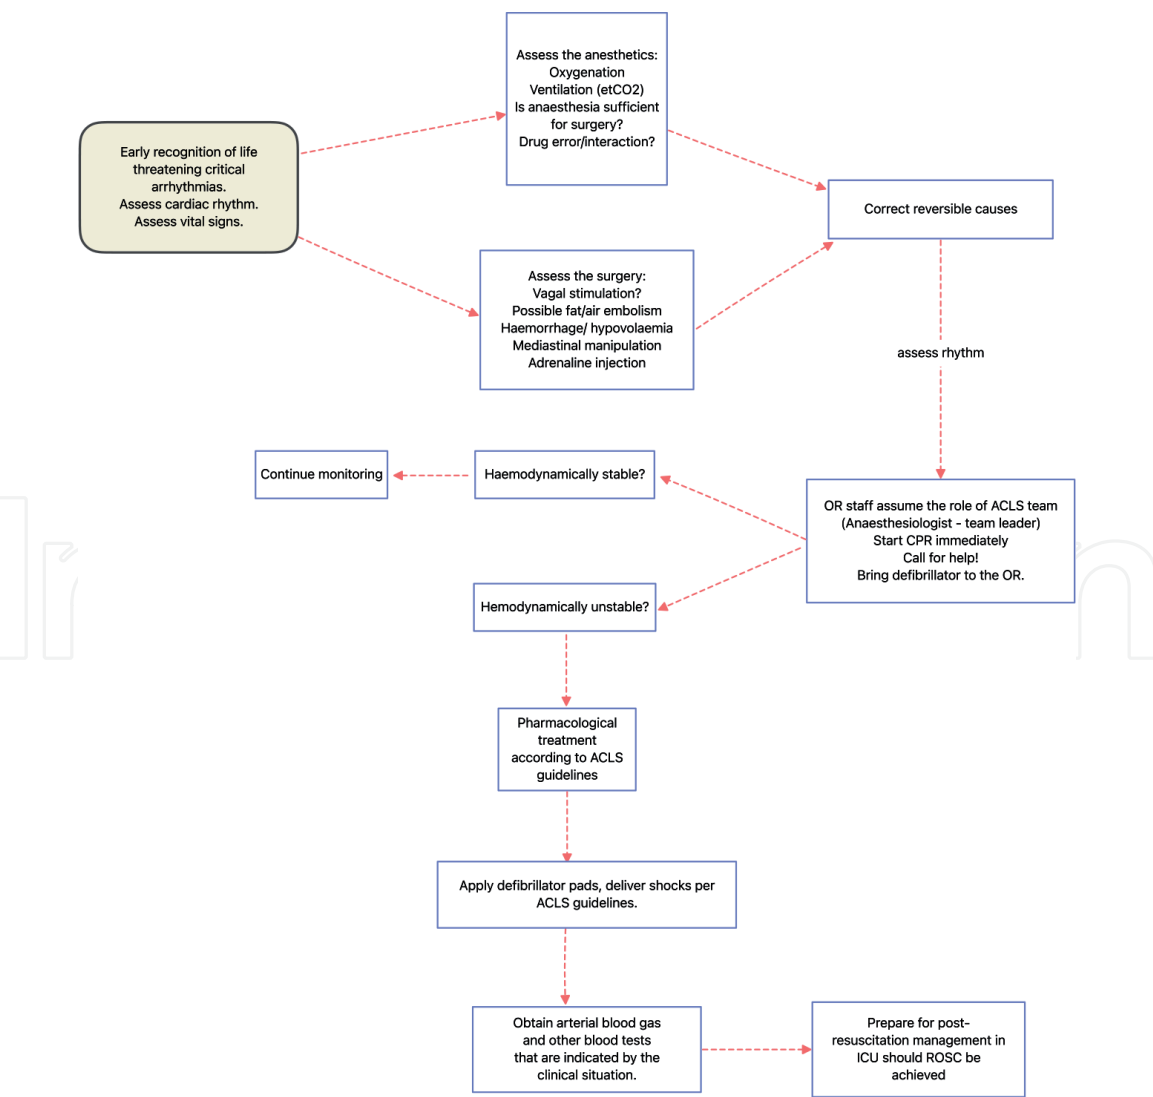 Assess the anesthetics:
Oxygenation
Ventilation (etCO2)
Is anaesthesia sufficient
for surgery?
Drug error/interaction?
Early recognition of life
threatening critical
arrhythmias.
Assess cardiac rhythm.
Assess vital signs.
Correct reversible causes
Assess the surgery:
Vagal stimulation?
Possible fat/air embolism
Haemorrhage/ hypovolaemia
Mediastinal manipulation
Adrenaline injection
assess rhythm
Continue monitoring
Haemodynamically stable?
OR staff assume the role of ACLS team
(Anaesthesiologist - team leader)
Start CPR immediately
Call for help!
Bring defibrillator to the OR.
Hemodynamically unstable?
Pharmacological
treatment
according to ACLS
guidelines
Apply defibrillator pads, deliver shocks per
ACLS guidelines.
Obtain arterial blood gas
and other blood tests
that are indicated by the
clinical situation.
Prepare for post-
resuscitation management in
ICU should ROSC be
achieved